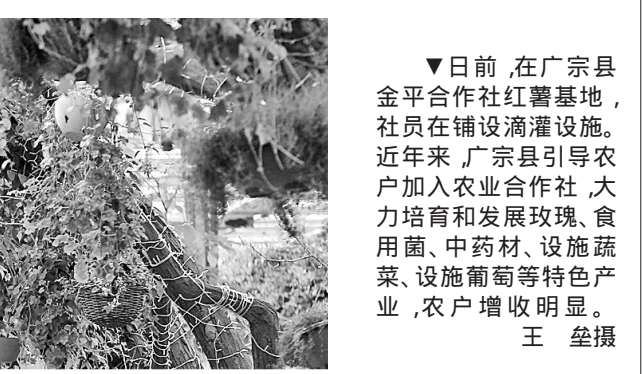 ▼日前,在广宗县
金平合作社红薯基地,
社员在铺设滴灌设施。
近年来,广宗县引导农
户加入农业合作社,大
力培育和发展玫瑰、食
用菌、中药材、设施蔬
菜、设施葡萄等特色产
业,农户增收明显。
王 垒摄